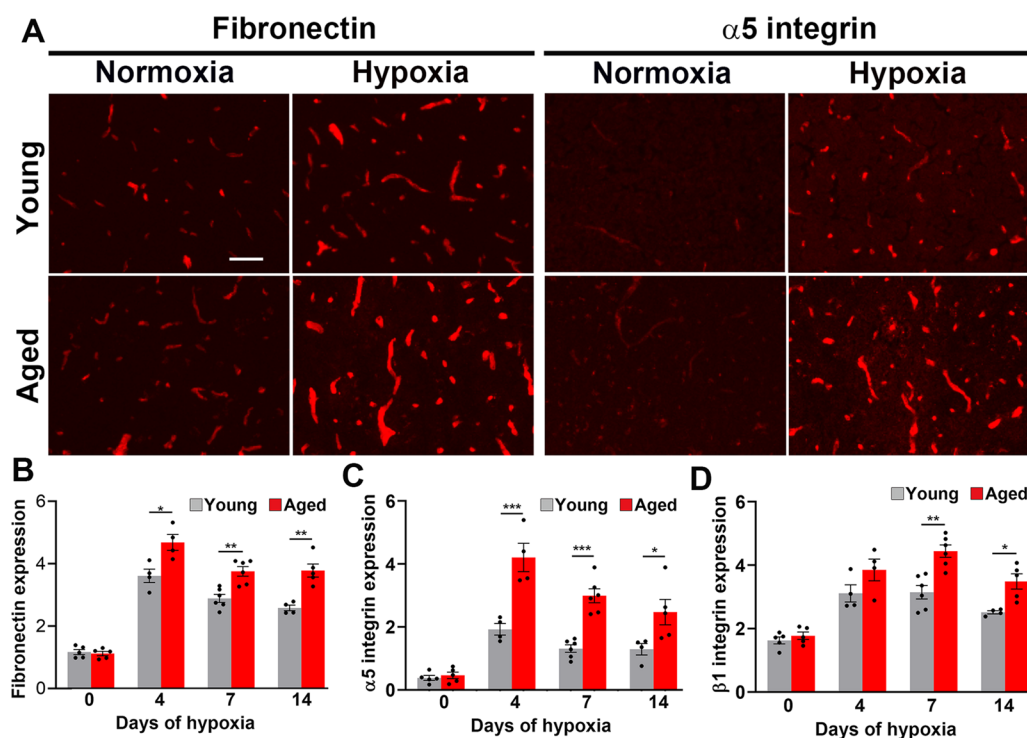 A
Fibronectin
α5 integrin
Normoxia
Hypoxia
Normoxia
Hypoxia
Young
Aged
B
Young
Aged
Fibronectin expression
6
4
2
0
*
**
**
0
4
7
14
Days of hypoxia
C
Young
Aged
α5 integrin expression
6
4
2
0
***
***
*
0
4
7
14
Days of hypoxia
D
Young
Aged
β1 integrin expression
6
4
2
0
**
*
0
4
7
14
Days of hypoxia